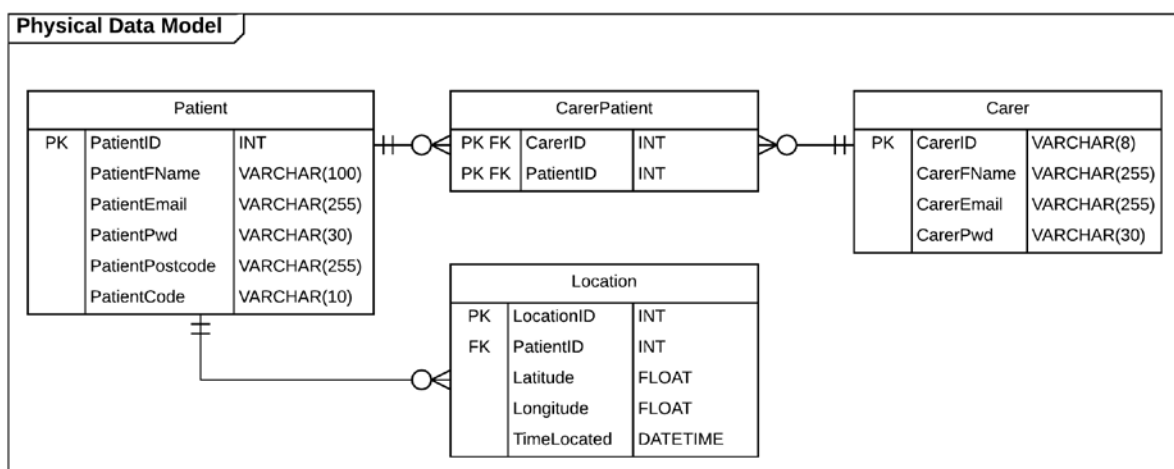 Physical Data Model
Patient
PK PatientID INT
PatientFName VARCHAR(100)
PatientEmail VARCHAR(255)
PatientPwd VARCHAR(30)
PatientPostcode VARCHAR(255)
PatientCode VARCHAR(10)
CarerPatient
PK FK CarerID INT
PK FK PatientID INT
Carer
PK CarerID VARCHAR(8)
CarerFName VARCHAR(255)
CarerEmail VARCHAR(255)
CarerPwd VARCHAR(30)
Location
PK LocationID INT
FK PatientID INT
Latitude FLOAT
Longitude FLOAT
TimeLocated DATETIME